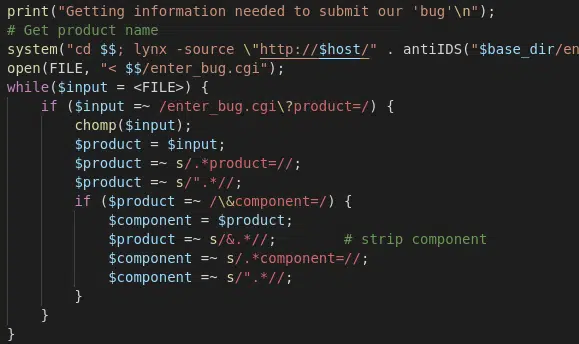 print("Getting information needed to submit our 'bug'\n");
# Get product name
system("cd $$; lynx -source \"http://$host/" . antiIDS("$base_dir/en
open(FILE, "< $$/enter_bug.cgi");
while($input = <FILE>) {
    if ($input =~ /enter_bug.cgi\?product=/) {
        chomp($input);
        $product = $input;
        $product =~ s/.*product=//;
        $product =~ s/".*//;
        if ($product =~ /\&component=/) {
            $component = $product;
            $product =~ s/&.*//;        # strip component
            $component =~ s/.*component=//;
            $component =~ s/".*//;
        }
    }
}